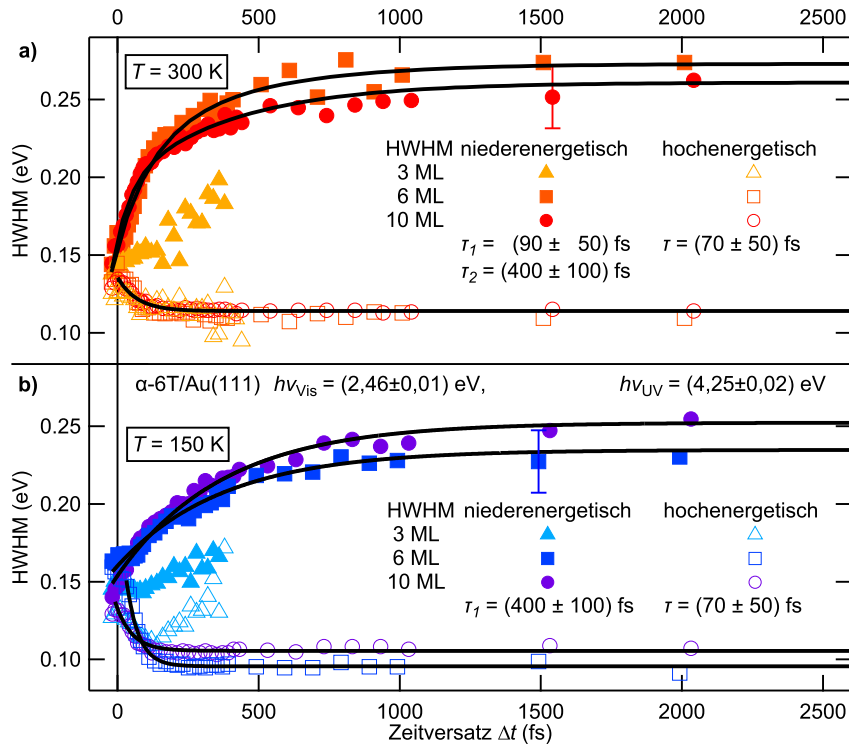 0 500 1000 1500 2000 2500
a)
T = 300 K
0.25
0.20
0.15
0.10
HWHM (eV)
HWHM niederenergetisch hochenergetisch
3 ML
6 ML
10 ML
τ1 = (90 ± 50) fs τ = (70 ± 50) fs
τ2 = (400 ± 100) fs
b)
α-6T/Au(111) hνVis = (2,46±0,01) eV, hνUV = (4,25±0,02) eV
T = 150 K
0.25
0.20
0.15
0.10
HWHM (eV)
HWHM niederenergetisch hochenergetisch
3 ML
6 ML
10 ML
τ1 = (400 ± 100) fs τ = (70 ± 50) fs
0 500 1000 1500 2000 2500
Zeitversatz Δt (fs)